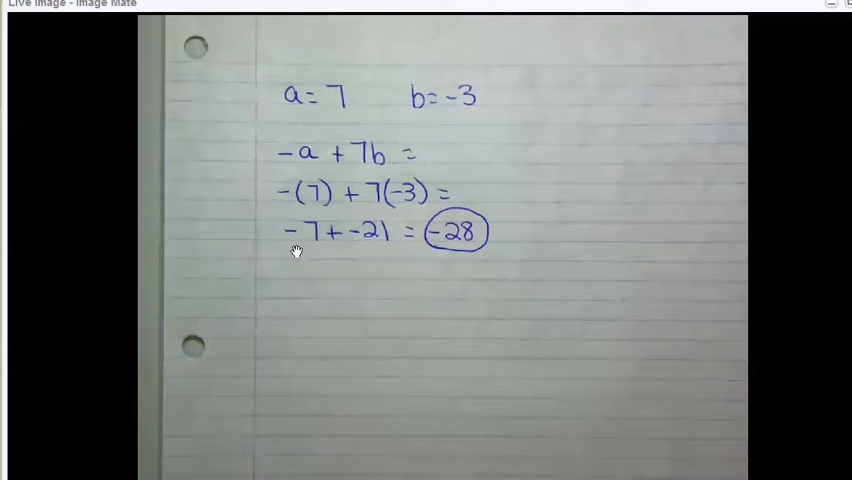 Live Image - Image Mate
a = 7 b = -3
-a + 7b =
-(7) + 7(-3) =
-7 + -21 = -28